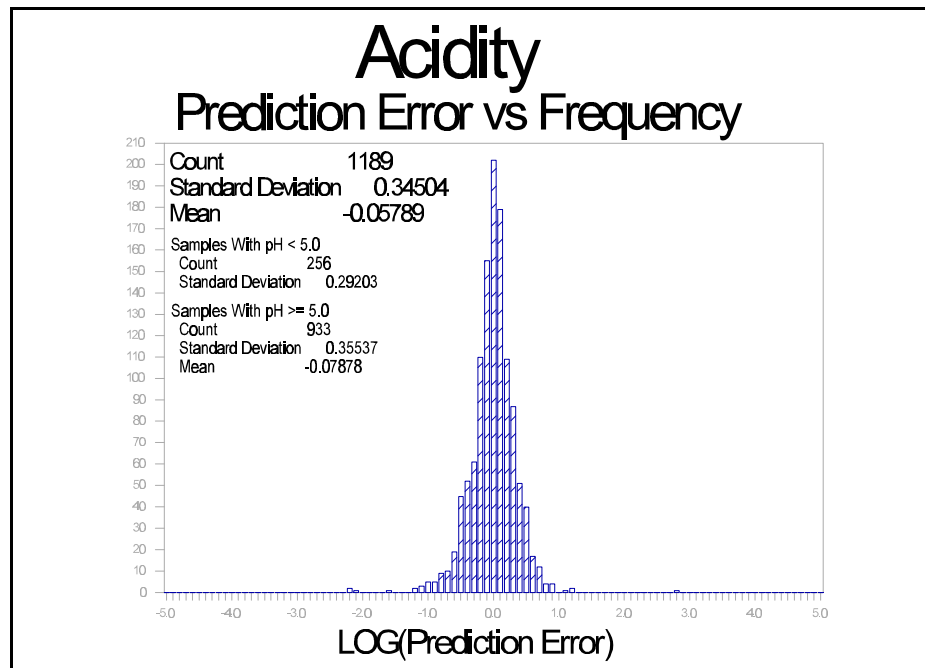 Acidity
Prediction Error vs Frequency
210
200
190
180
170
160
150
140
130
120
110
100
90
80
70
60
50
40
30
20
10
0
Count 1189
Standard Deviation 0.34504
Mean -0.05789
Samples With pH < 5.0
Count 256
Standard Deviation 0.29203
Samples With pH >= 5.0
Count 933
Standard Deviation 0.35537
Mean -0.07878
-5.0 -4.0 -3.0 -2.0 -1.0 0.0 1.0 2.0 3.0 4.0 5.0
LOG(Prediction Error)